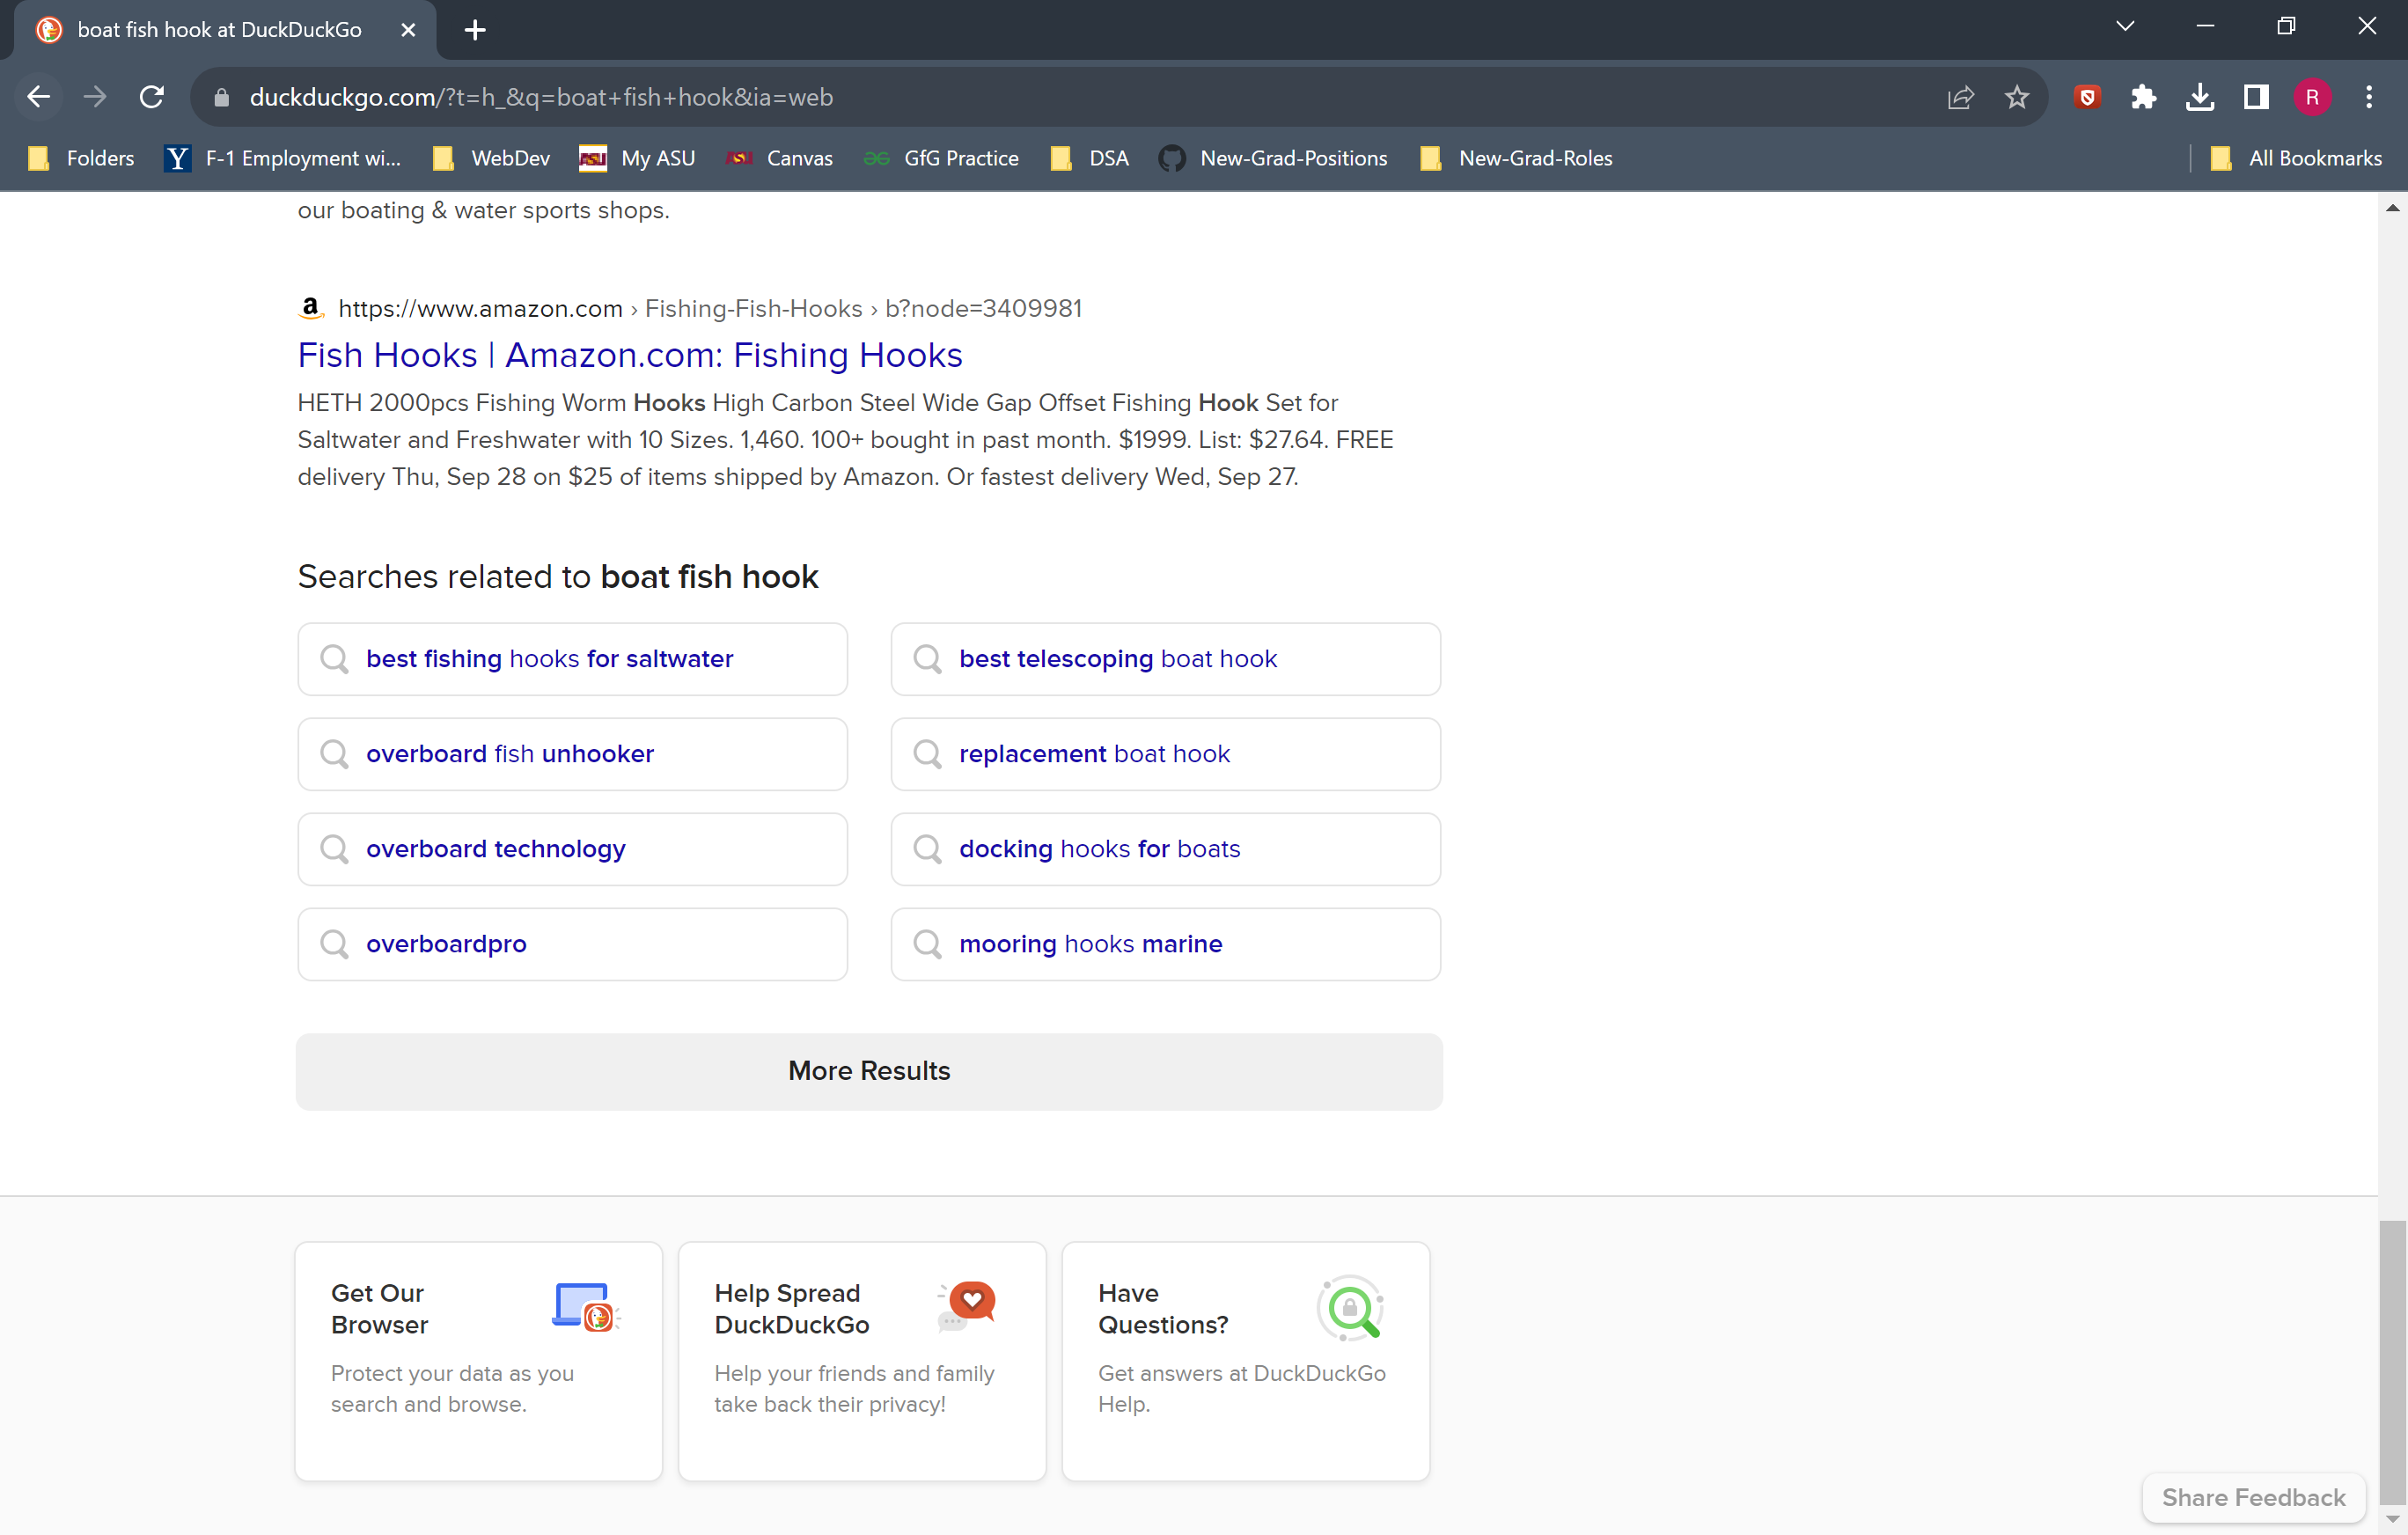 boat fish hook at DuckDuckGo
duckduckgo.com/?t=h_&q=boat+fish+hook&ia=web
R
Folders
F-1 Employment wi...
WebDev
My ASU
Canvas
GfG Practice
DSA
New-Grad-Positions
New-Grad-Roles
All Bookmarks
our boating & water sports shops.
https://www.amazon.com › Fishing-Fish-Hooks › b?node=3409981
Fish Hooks | Amazon.com: Fishing Hooks
HETH 2000pcs Fishing Worm Hooks High Carbon Steel Wide Gap Offset Fishing Hook Set for
Saltwater and Freshwater with 10 Sizes. 1,460. 100+ bought in past month. $1999. List: $27.64. FREE
delivery Thu, Sep 28 on $25 of items shipped by Amazon. Or fastest delivery Wed, Sep 27.
Searches related to boat fish hook
best fishing hooks for saltwater
best telescoping boat hook
overboard fish unhooker
replacement boat hook
overboard technology
docking hooks for boats
overboardpro
mooring hooks marine
More Results
Get Our
Browser
Protect your data as you
search and browse.
Help Spread
DuckDuckGo
Help your friends and family
take back their privacy!
Have
Questions?
Get answers at DuckDuckGo
Help.
Share Feedback